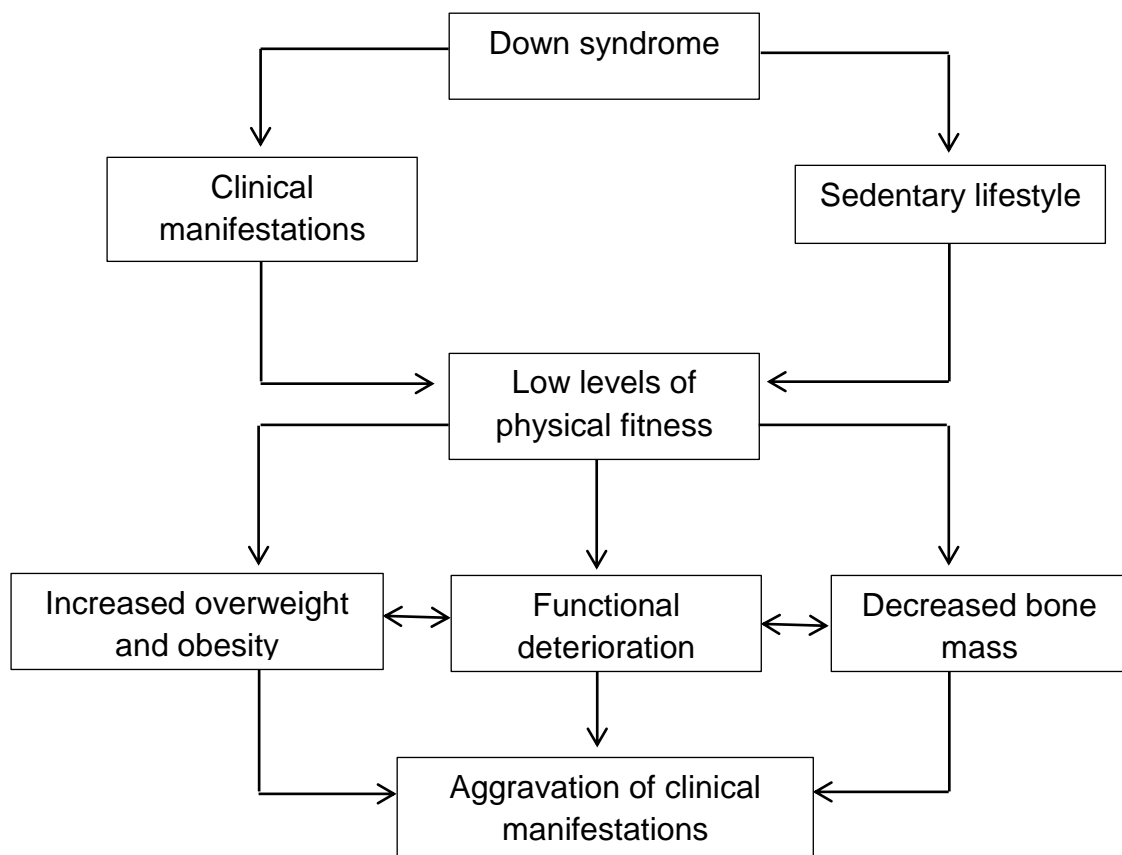 Down syndrome
Clinical
manifestations
Sedentary lifestyle
Low levels of
physical fitness
Increased overweight
and obesity
Functional
deterioration
Decreased bone
mass
Aggravation of clinical
manifestations